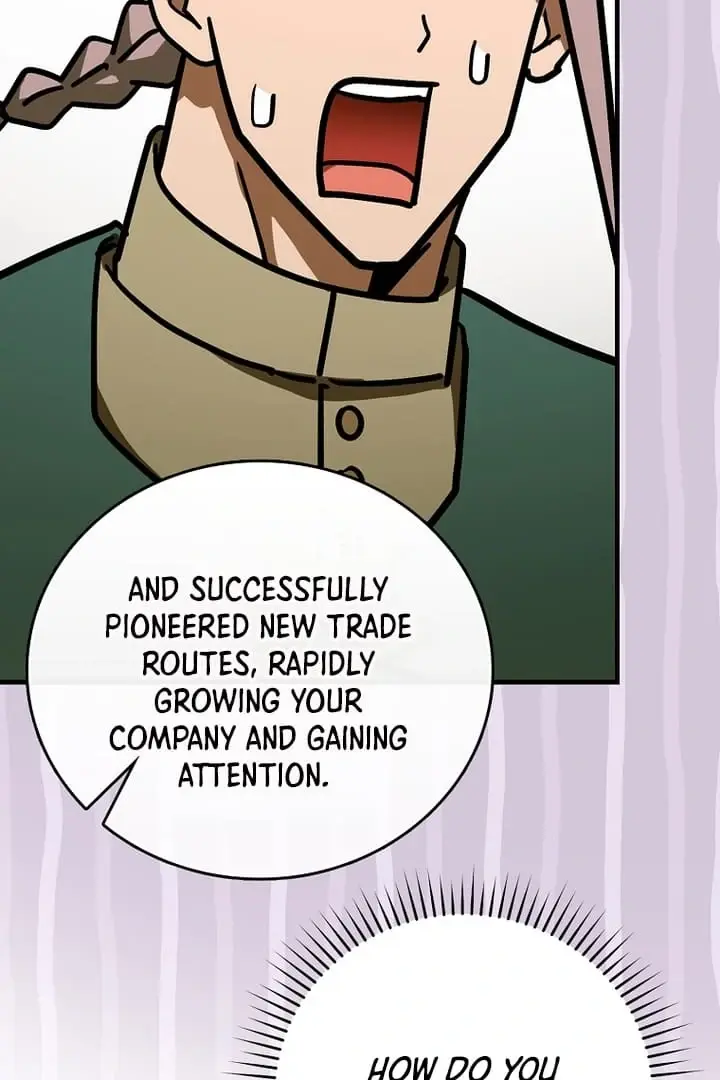 AND SUCCESSFULLY
PIONEERED NEW TRADE
ROUTES, RAPIDLY
GROWING YOUR
COMPANY AND GAINING
ATTENTION.
HOW DO YOU